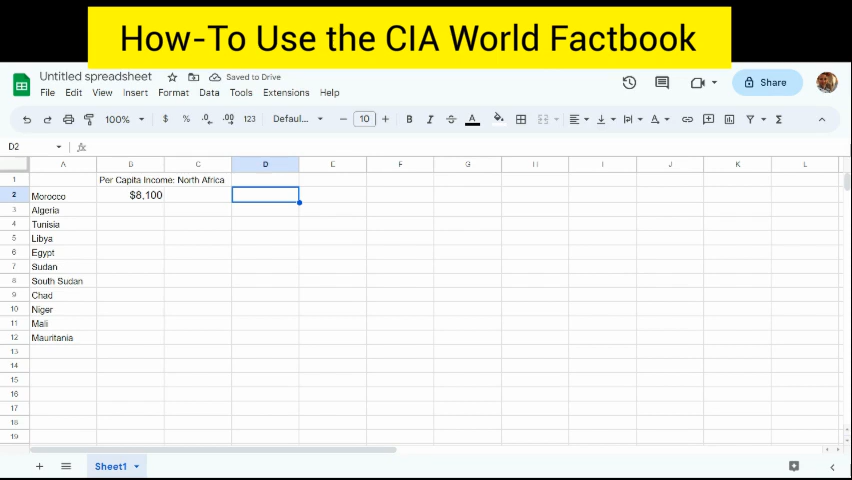 How-To Use the CIA World Factbook
Untitled spreadsheet Saved to Drive
File Edit View Insert Format Data Tools Extensions Help
Share
100% $ % .0 .00 123 Defaul... 10 B I A
D2 fx
A B C D E F G H I J K L
1 Per Capita Income: North Africa
2 Morocco $8,100
3 Algeria
4 Tunisia
5 Libya
6 Egypt
7 Sudan
8 South Sudan
9 Chad
10 Niger
11 Mali
12 Mauritania
13
14
15
16
17
18
19
Sheet1